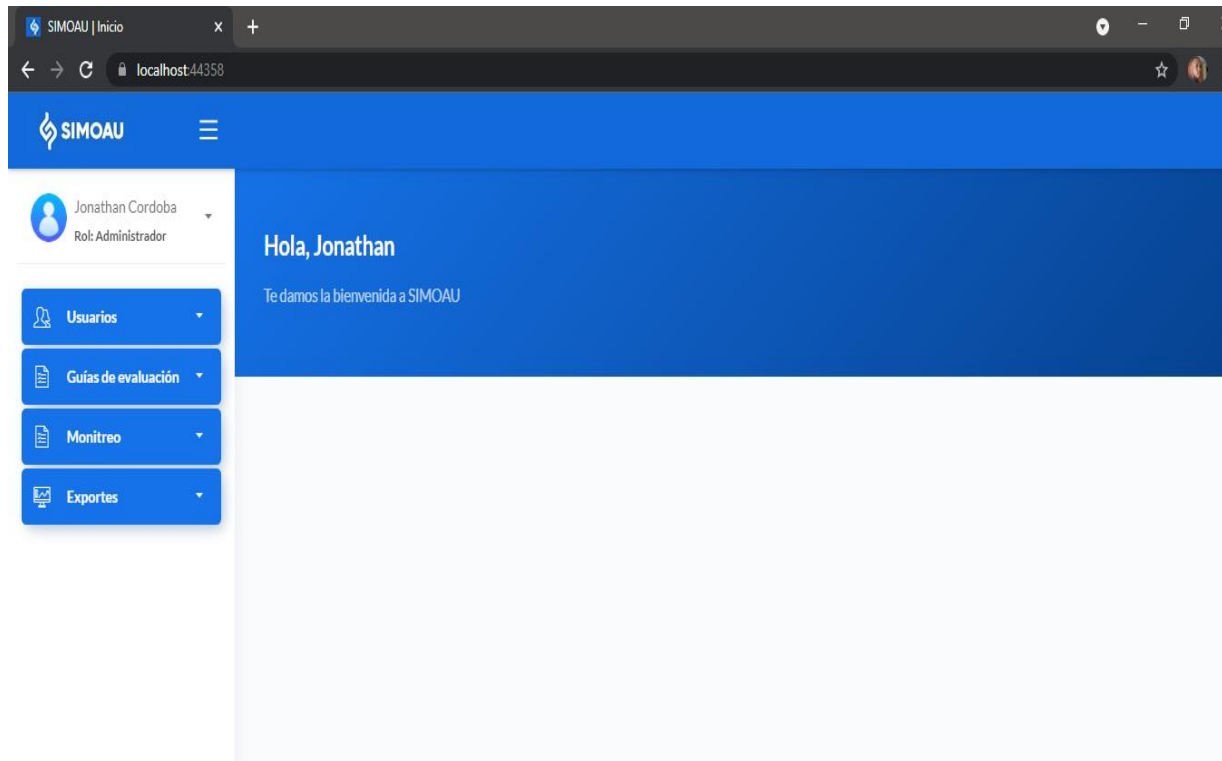 SIMOAU | Inicio
localhost:44358
SIMOAU
Jonathan Cordoba
Rol: Administrador
Hola, Jonathan
Te damos la bienvenida a SIMOAU
Usuarios
Guías de evaluación
Monitreo
Exportes